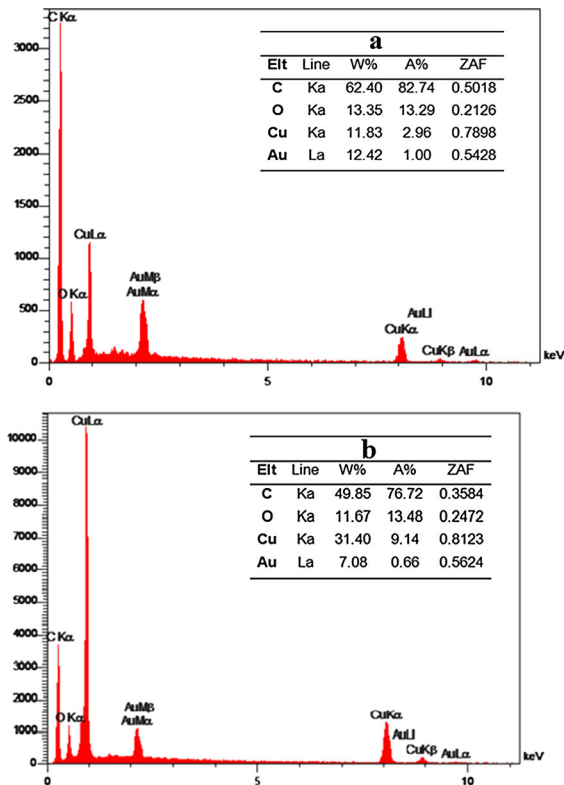 C Kα
a
Elt Line W% A% ZAF
C Ka 62.40 82.74 0.5018
O Ka 13.35 13.29 0.2126
Cu Ka 11.83 2.96 0.7898
Au La 12.42 1.00 0.5428
3000
2500
2000
1500
1000
500
0
CuLα
O Kα
AuMβ
AuMα
AuLl
CuKα
CuKβ AuLα
keV
0 5 10
CuLα
b
Elt Line W% A% ZAF
C Ka 49.85 76.72 0.3584
O Ka 11.67 13.48 0.2472
Cu Ka 31.40 9.14 0.8123
Au La 7.08 0.66 0.5624
10000
9000
8000
7000
6000
5000
4000
3000
2000
1000
0
C Kα
O Kα
AuMβ
AuMα
CuKα
AuLl
CuKβ AuLα
keV
0 5 10